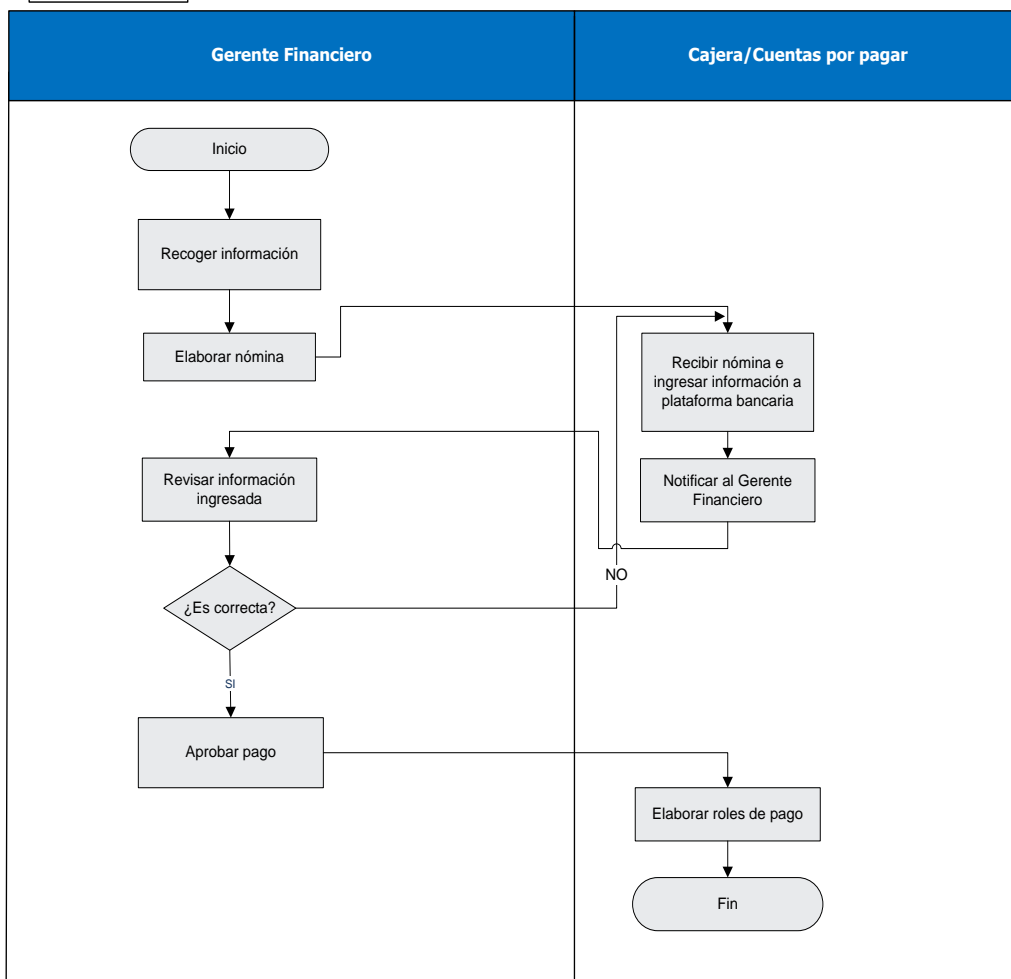 Gerente Financiero
Cajera/Cuentas por pagar
Inicio
Recoger información
Elaborar nómina
Recibir nómina e
ingresar información a
plataforma bancaria
Revisar información
ingresada
Notificar al Gerente
Financiero
NO
¿Es correcta?
SI
Aprobar pago
Elaborar roles de pago
Fin